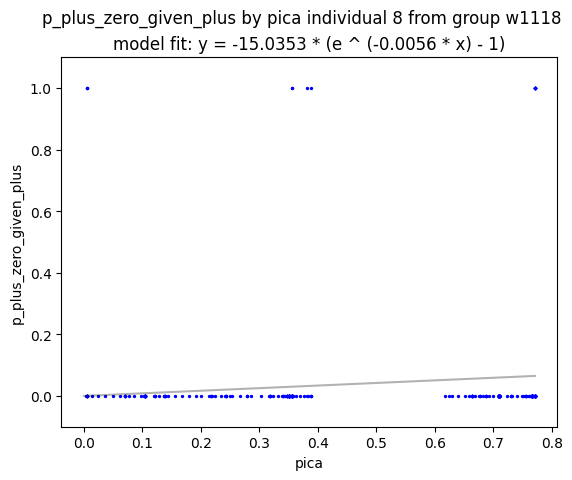 p_plus_zero_given_plus by pica individual 8 from group w1118
model fit: y = -15.0353 * (e ^ (-0.0056 * x) - 1)
1.0
0.8
0.6
0.4
0.2
0.0
p_plus_zero_given_plus
0.0 0.1 0.2 0.3 0.4 0.5 0.6 0.7 0.8
pica